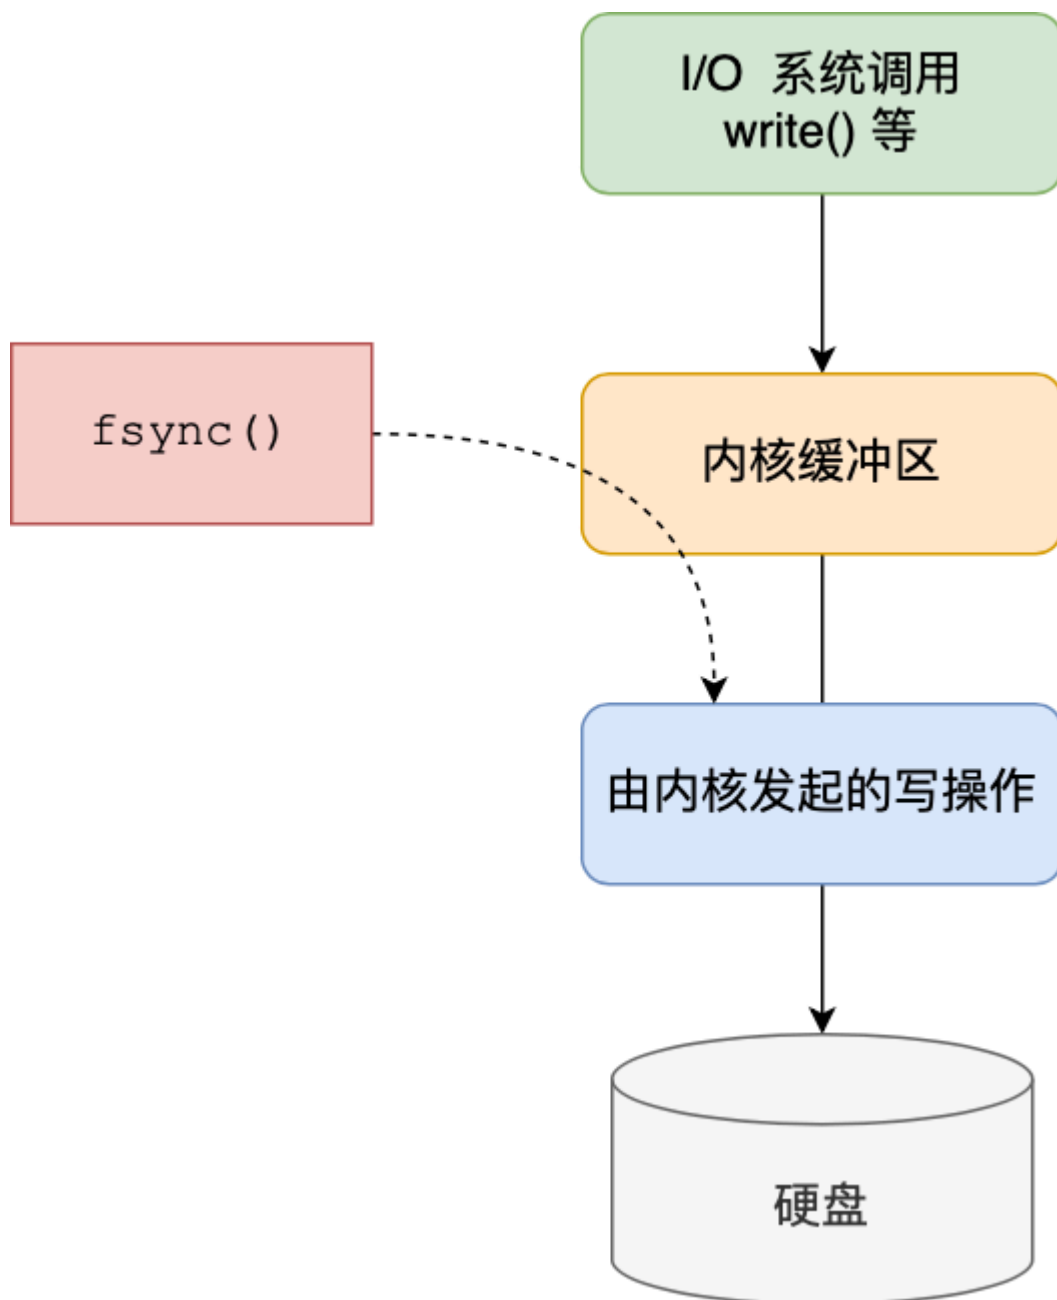 I/O 系统调用
write() 等
fsync()
内核缓冲区
由内核发起的写操作
硬盘